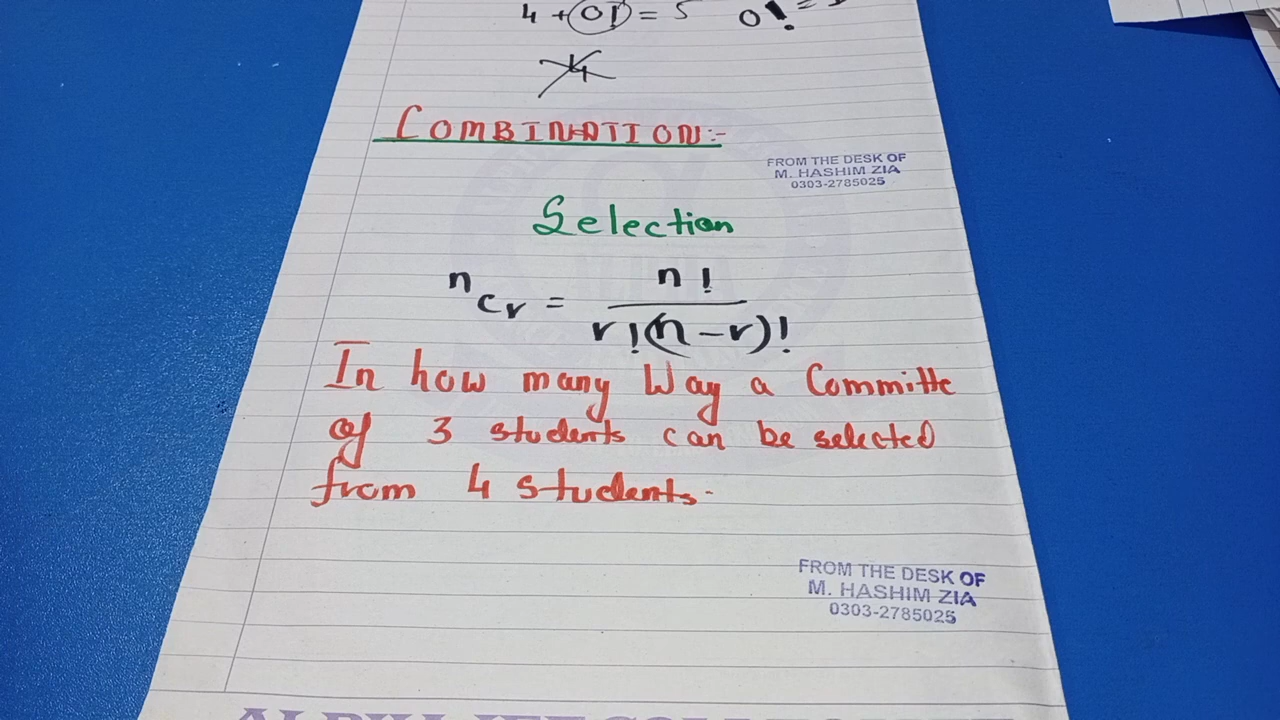 4 + 0! = 5 0! =
4
COMBINATION:-
FROM THE DESK OF
M. HASHIM ZIA
0303-2785025
Selection
nCr = n! / r!(n-r)!
In how many Way a Committe
of 3 students can be selected
from 4 students.
FROM THE DESK OF
M. HASHIM ZIA
0303-2785025